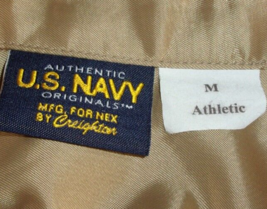 AUTHENTIC
U.S. NAVY
ORIGINALS™
MFG. FOR NEX
BY Creighton
M
Athletic